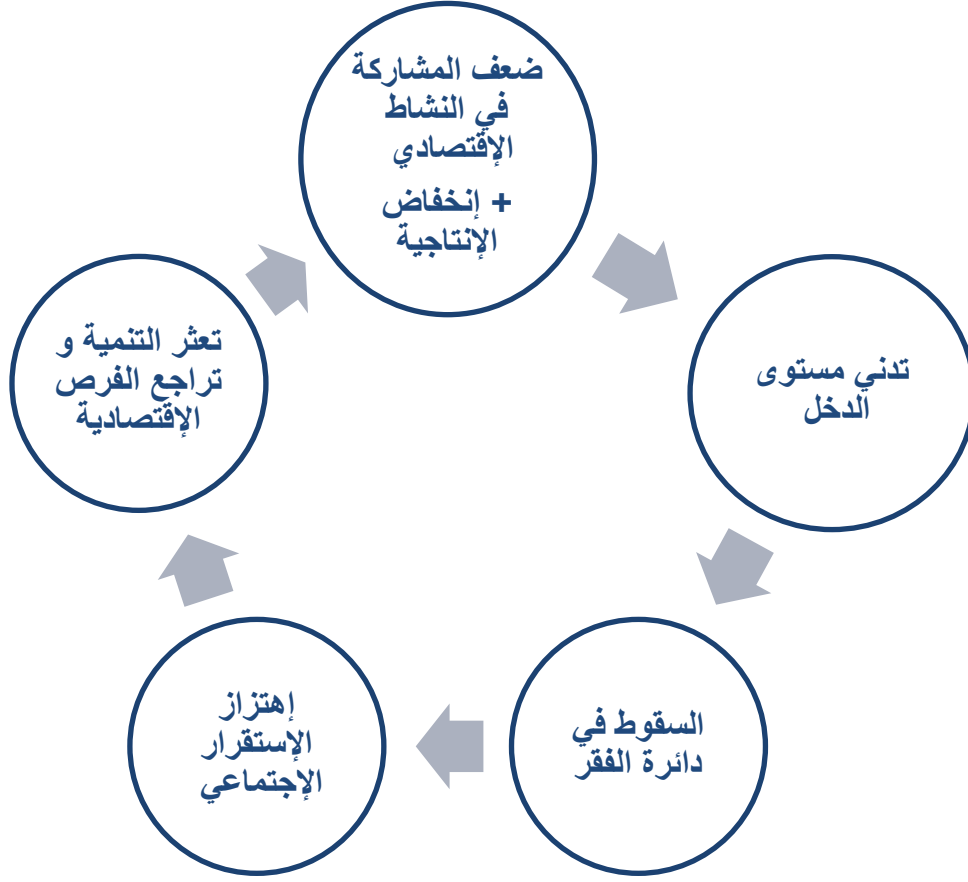 ضعف المشاركة
في النشاط
الإقتصادي
+ إنخفاض
الإنتاجية
تدني مستوى
الدخل
السقوط في
دائرة الفقر
إهتزاز
الإستقرار
الإجتماعي
تعثر التنمية و
تراجع الفرص
الإقتصادية